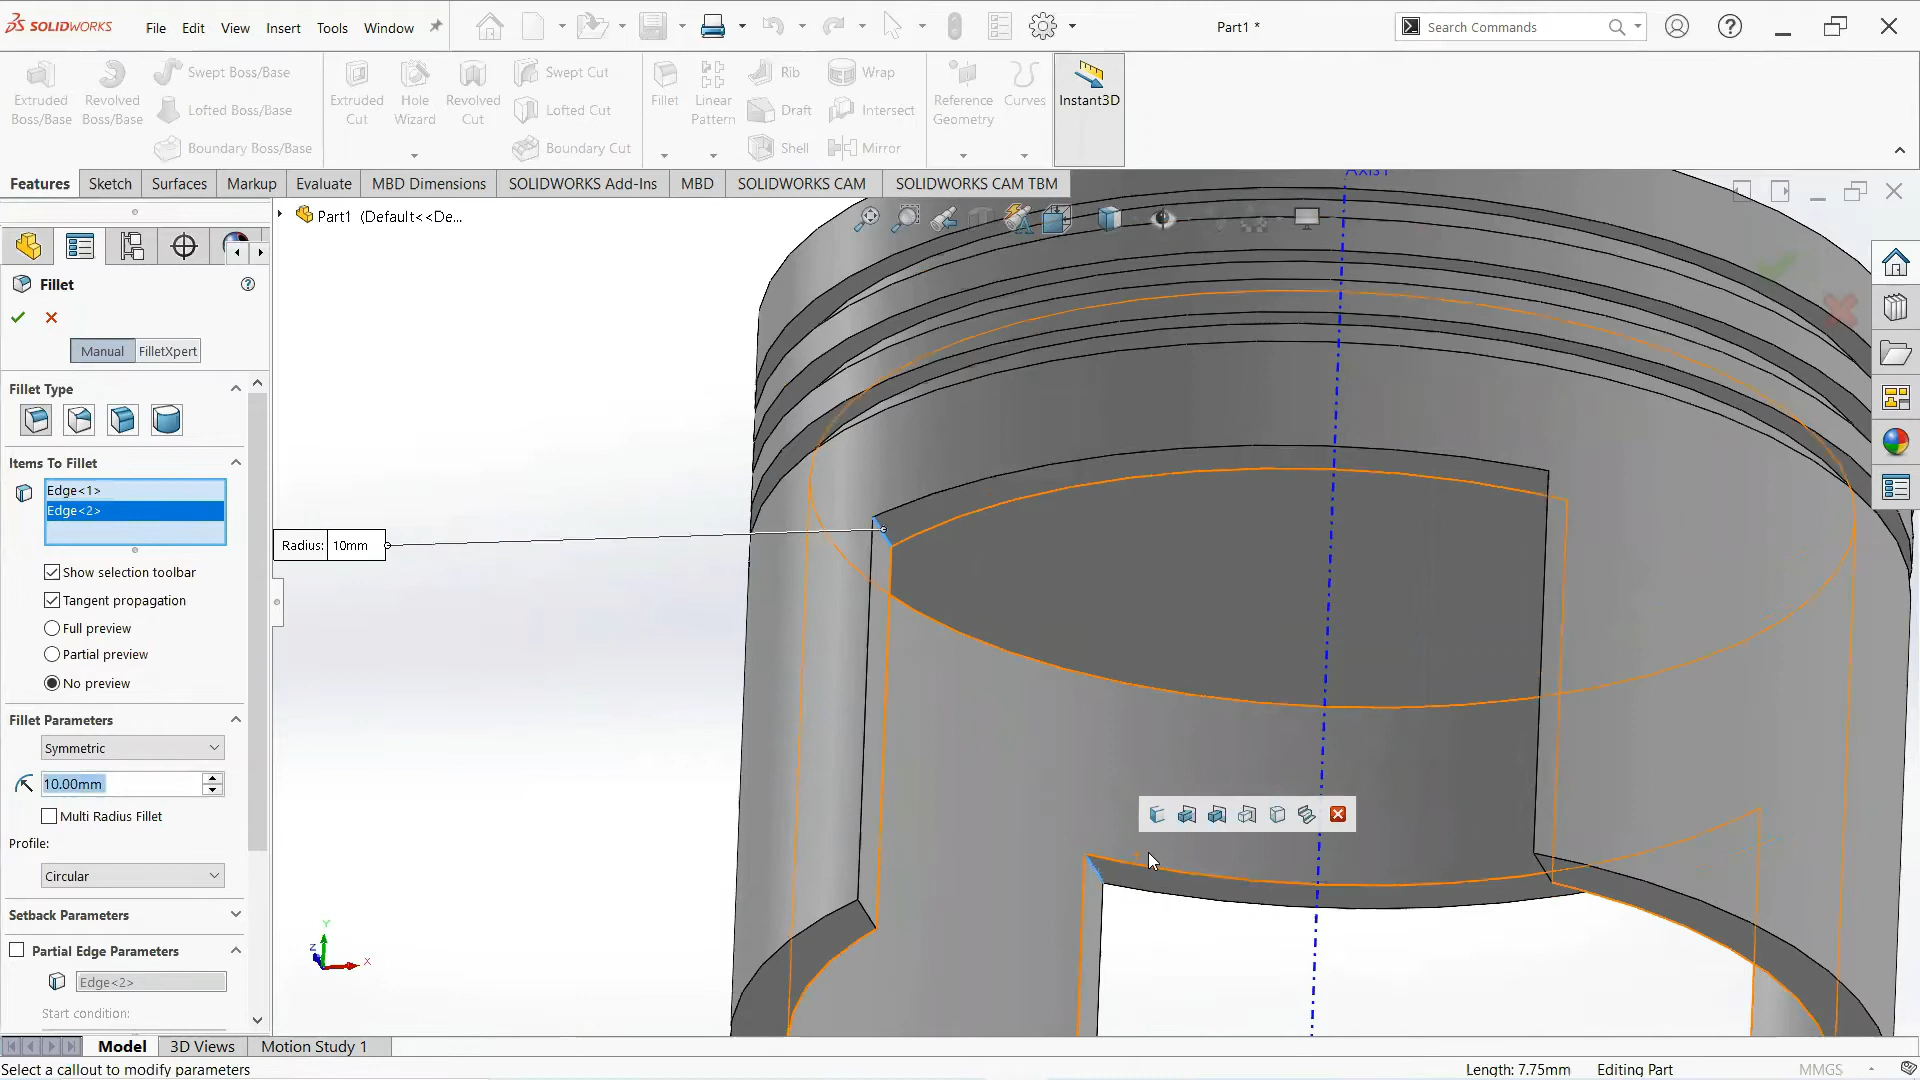 SOLIDWORKS
File Edit View Insert Tools Window
Part1 *
Search Commands
Extruded Boss/Base
Revolved Boss/Base
Swept Boss/Base
Lofted Boss/Base
Boundary Boss/Base
Extruded Cut
Hole Wizard
Revolved Cut
Swept Cut
Lofted Cut
Boundary Cut
Fillet
Linear Pattern
Rib
Draft
Shell
Wrap
Intersect
Mirror
Reference Geometry
Curves
Instant3D
Features Sketch Surfaces Markup Evaluate MBD Dimensions SOLIDWORKS Add-Ins MBD SOLIDWORKS CAM SOLIDWORKS CAM TBM
Part1 (Default<<De...
Axis1
Fillet
Manual FilletXpert
Fillet Type
Items To Fillet
Edge<1>
Edge<2>
Radius: 10mm
Show selection toolbar
Tangent propagation
Full preview
Partial preview
No preview
Fillet Parameters
Symmetric
10.00mm
Multi Radius Fillet
Profile:
Circular
Setback Parameters
Partial Edge Parameters
Edge<2>
Start condition:
Y
Z
X
Model 3D Views Motion Study 1
Select a callout to modify parameters
Length: 7.75mm Editing Part MMGS